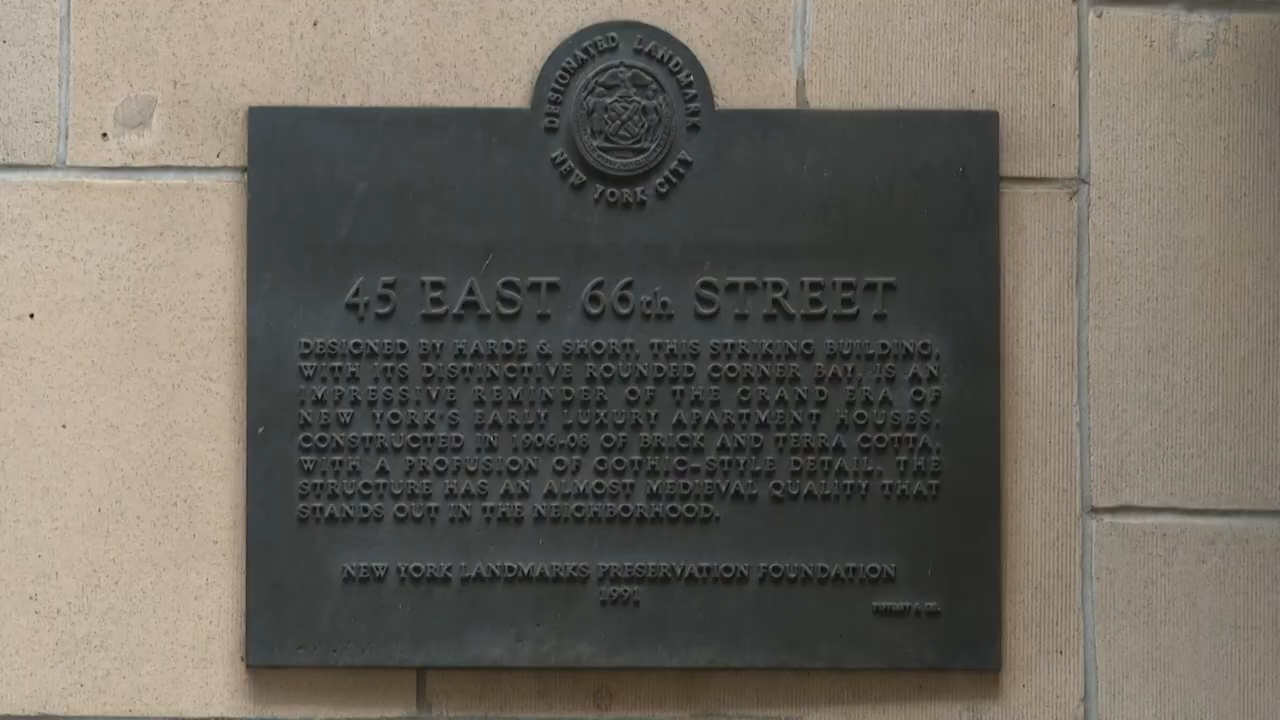 DESIGNATED LANDMARK
NEW YORK CITY
45 EAST 66th STREET
DESIGNED BY HARDE & SHORT, THIS STRIKING BUILDING,
WITH ITS DISTINCTIVE ROUNDED CORNER BAY, IS AN
IMPRESSIVE REMINDER OF THE GRAND ERA OF
NEW YORK'S EARLY LUXURY APARTMENT HOUSES.
CONSTRUCTED IN 1906-08 OF BRICK AND TERRA COTTA,
WITH A PROFUSION OF GOTHIC-STYLE DETAIL, THE
STRUCTURE HAS AN ALMOST MEDIEVAL QUALITY THAT
STANDS OUT IN THE NEIGHBORHOOD.
NEW YORK LANDMARKS PRESERVATION FOUNDATION
1991